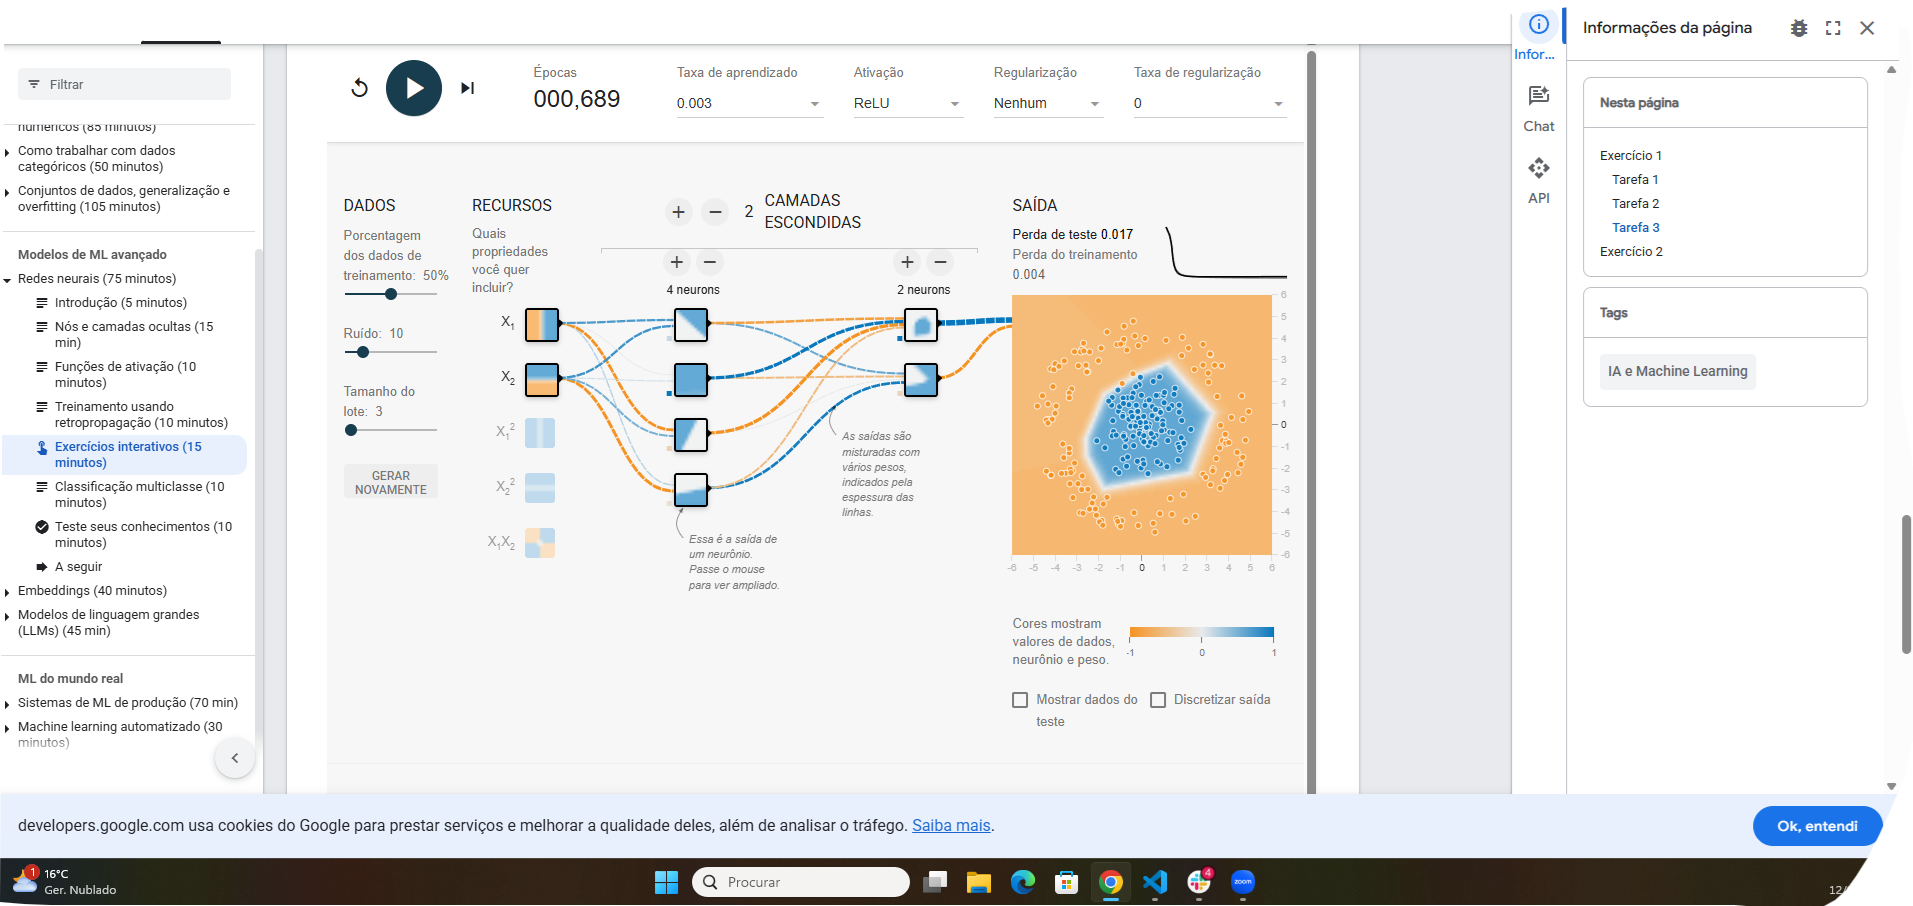 Filtrar
numéricos (85 minutos)
Como trabalhar com dados
categóricos (50 minutos)
Conjuntos de dados, generalização e
overfitting (105 minutos)
Modelos de ML avançado
Redes neurais (75 minutos)
Introdução (5 minutos)
Nós e camadas ocultas (15
min)
Funções de ativação (10
minutos)
Treinamento usando
retropropagação (10 minutos)
Exercícios interativos (15
minutos)
Classificação multiclasse (10
minutos)
Teste seus conhecimentos (10
minutos)
A seguir
Embeddings (40 minutos)
Modelos de linguagem grandes
(LLMs) (45 min)
ML do mundo real
Sistemas de ML de produção (70 min)
Machine learning automatizado (30
minutos)
Épocas
000,689
Taxa de aprendizado
0.003
Ativação
ReLU
Regularização
Nenhum
Taxa de regularização
0
DADOS
Porcentagem
dos dados de
treinamento: 50%
Ruído: 10
Tamanho do
lote: 3
GERAR
NOVAMENTE
RECURSOS
Quais
propriedades
você quer
incluir?
X1
X2
X1²
X2²
X1X2
2 CAMADAS
ESCONDIDAS
4 neurons
2 neurons
As saídas são
misturadas com
vários pesos,
indicados pela
espessura das
linhas.
Essa é a saída de
um neurônio.
Passe o mouse
para ver ampliado.
SAÍDA
Perda de teste 0.017
Perda do treinamento
0.004
6
5
4
3
2
1
0
-1
-2
-3
-4
-5
-6
-6 -5 -4 -3 -2 -1 0 1 2 3 4 5 6
Cores mostram
valores de dados,
neurônio e peso.
-1 0 1
Mostrar dados do
teste
Discretizar saída
Infor...
Chat
API
Informações da página
Nesta página
Exercício 1
Tarefa 1
Tarefa 2
Tarefa 3
Exercício 2
Tags
IA e Machine Learning
developers.google.com usa cookies do Google para prestar serviços e melhorar a qualidade deles, além de analisar o tráfego. Saiba mais.
Ok, entendi
1
16°C
Ger. Nublado
Procurar
4
zoom
12/